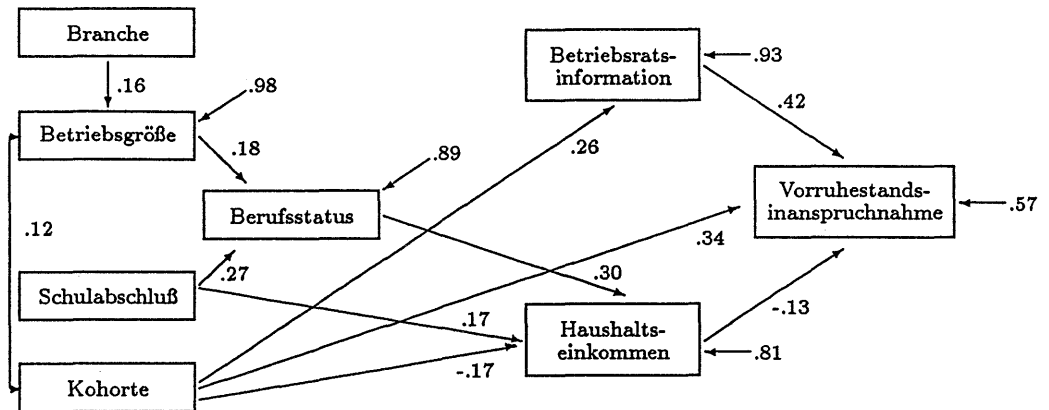 Branche
.16
.98
Betriebsgröße
.18
.89
Berufsstatus
.12
.27
Schulabschluß
.17
-.17
Kohorte
Betriebsrats-
information
.93
.42
.26
Vorruhestands-
inanspruchnahme
.57
.34
.30
Haushalts-
einkommen
-.13
.81